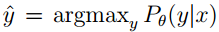 ŷ = argmax_y P_θ(y|x)